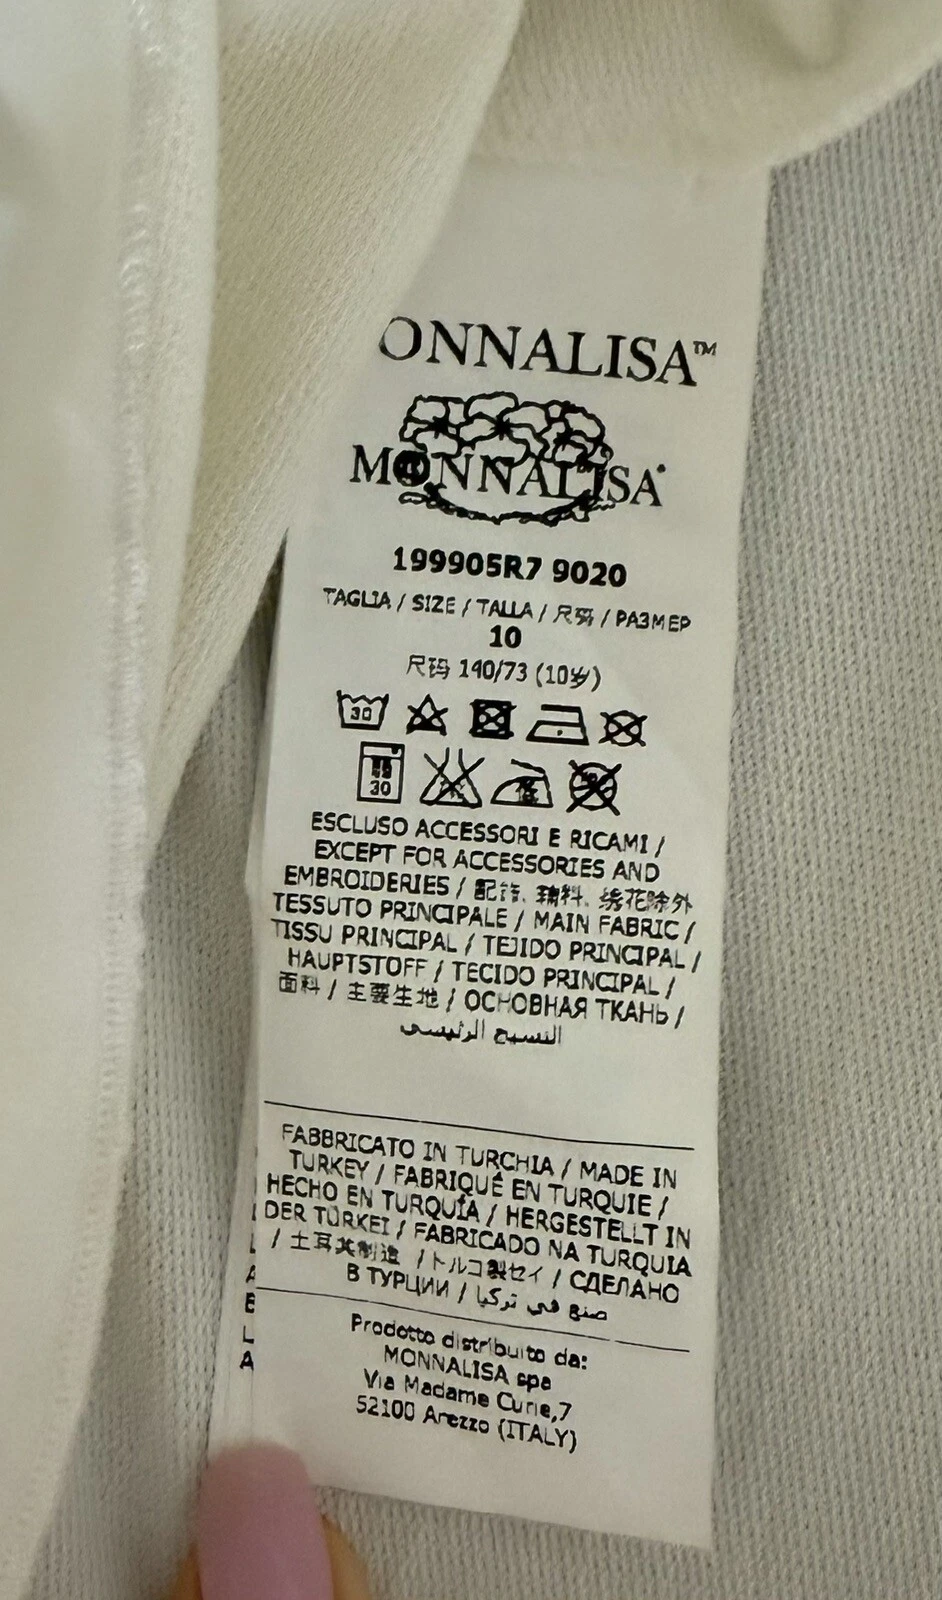 ONNALISA™
MONNALISA
199905R7 9020
TAGLIA / SIZE / TALLA / 尺码 / РАЗМЕР
10
尺码 140/73 (10岁)
30
30
ESCLUSO ACCESSORI E RICAMI /
EXCEPT FOR ACCESSORIES AND
EMBROIDERIES / 配饰、辅料、绣花除外
TESSUTO PRINCIPALE / MAIN FABRIC /
TISSU PRINCIPAL / TEJIDO PRINCIPAL /
HAUPTSTOFF / TECIDO PRINCIPAL /
面料 / 主要生地 / ОСНОВНАЯ ТКАНЬ /
النسيج الرئيسي
FABBRICATO IN TURCHIA / MADE IN
TURKEY / FABRIQUÉ EN TURQUIE /
HECHO EN TURQUÍA / HERGESTELLT IN
DER TÜRKEI / FABRICADO NA TURQUIA
/ 土耳其制造 / トルコ製セイ / СДЕЛАНО
В ТУРЦИИ / صنع في تركيا
Prodotto distribuito da:
MONNALISA spa
Via Madame Curie,7
52100 Arezzo (ITALY)